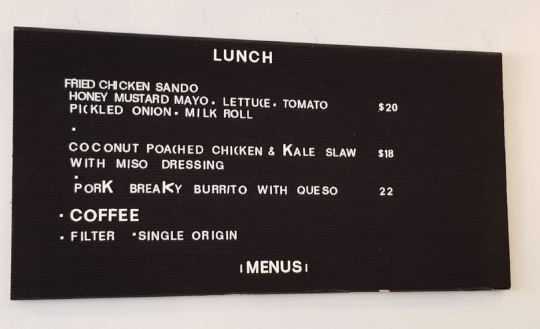 LUNCH
FRIED CHICKEN SANDO
HONEY MUSTARD MAYO. LETTUCE. TOMATO $20
PICKLED ONION. MILK ROLL
COCONUT POACHED CHICKEN & KALE SLAW $18
WITH MISO DRESSING
PORK BREAKY BURRITO WITH QUESO 22
· COFFEE
. FILTER ·SINGLE ORIGIN
MENUS